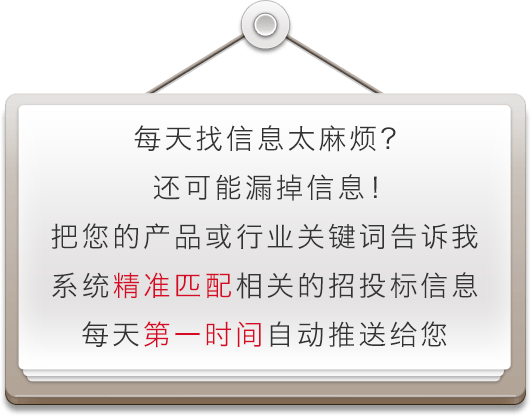 每天找信息太麻烦?
还可能漏掉信息!
把您的产品或行业关键词告诉我
系统精准匹配相关的招投标信息
每天第一时间自动推送给您